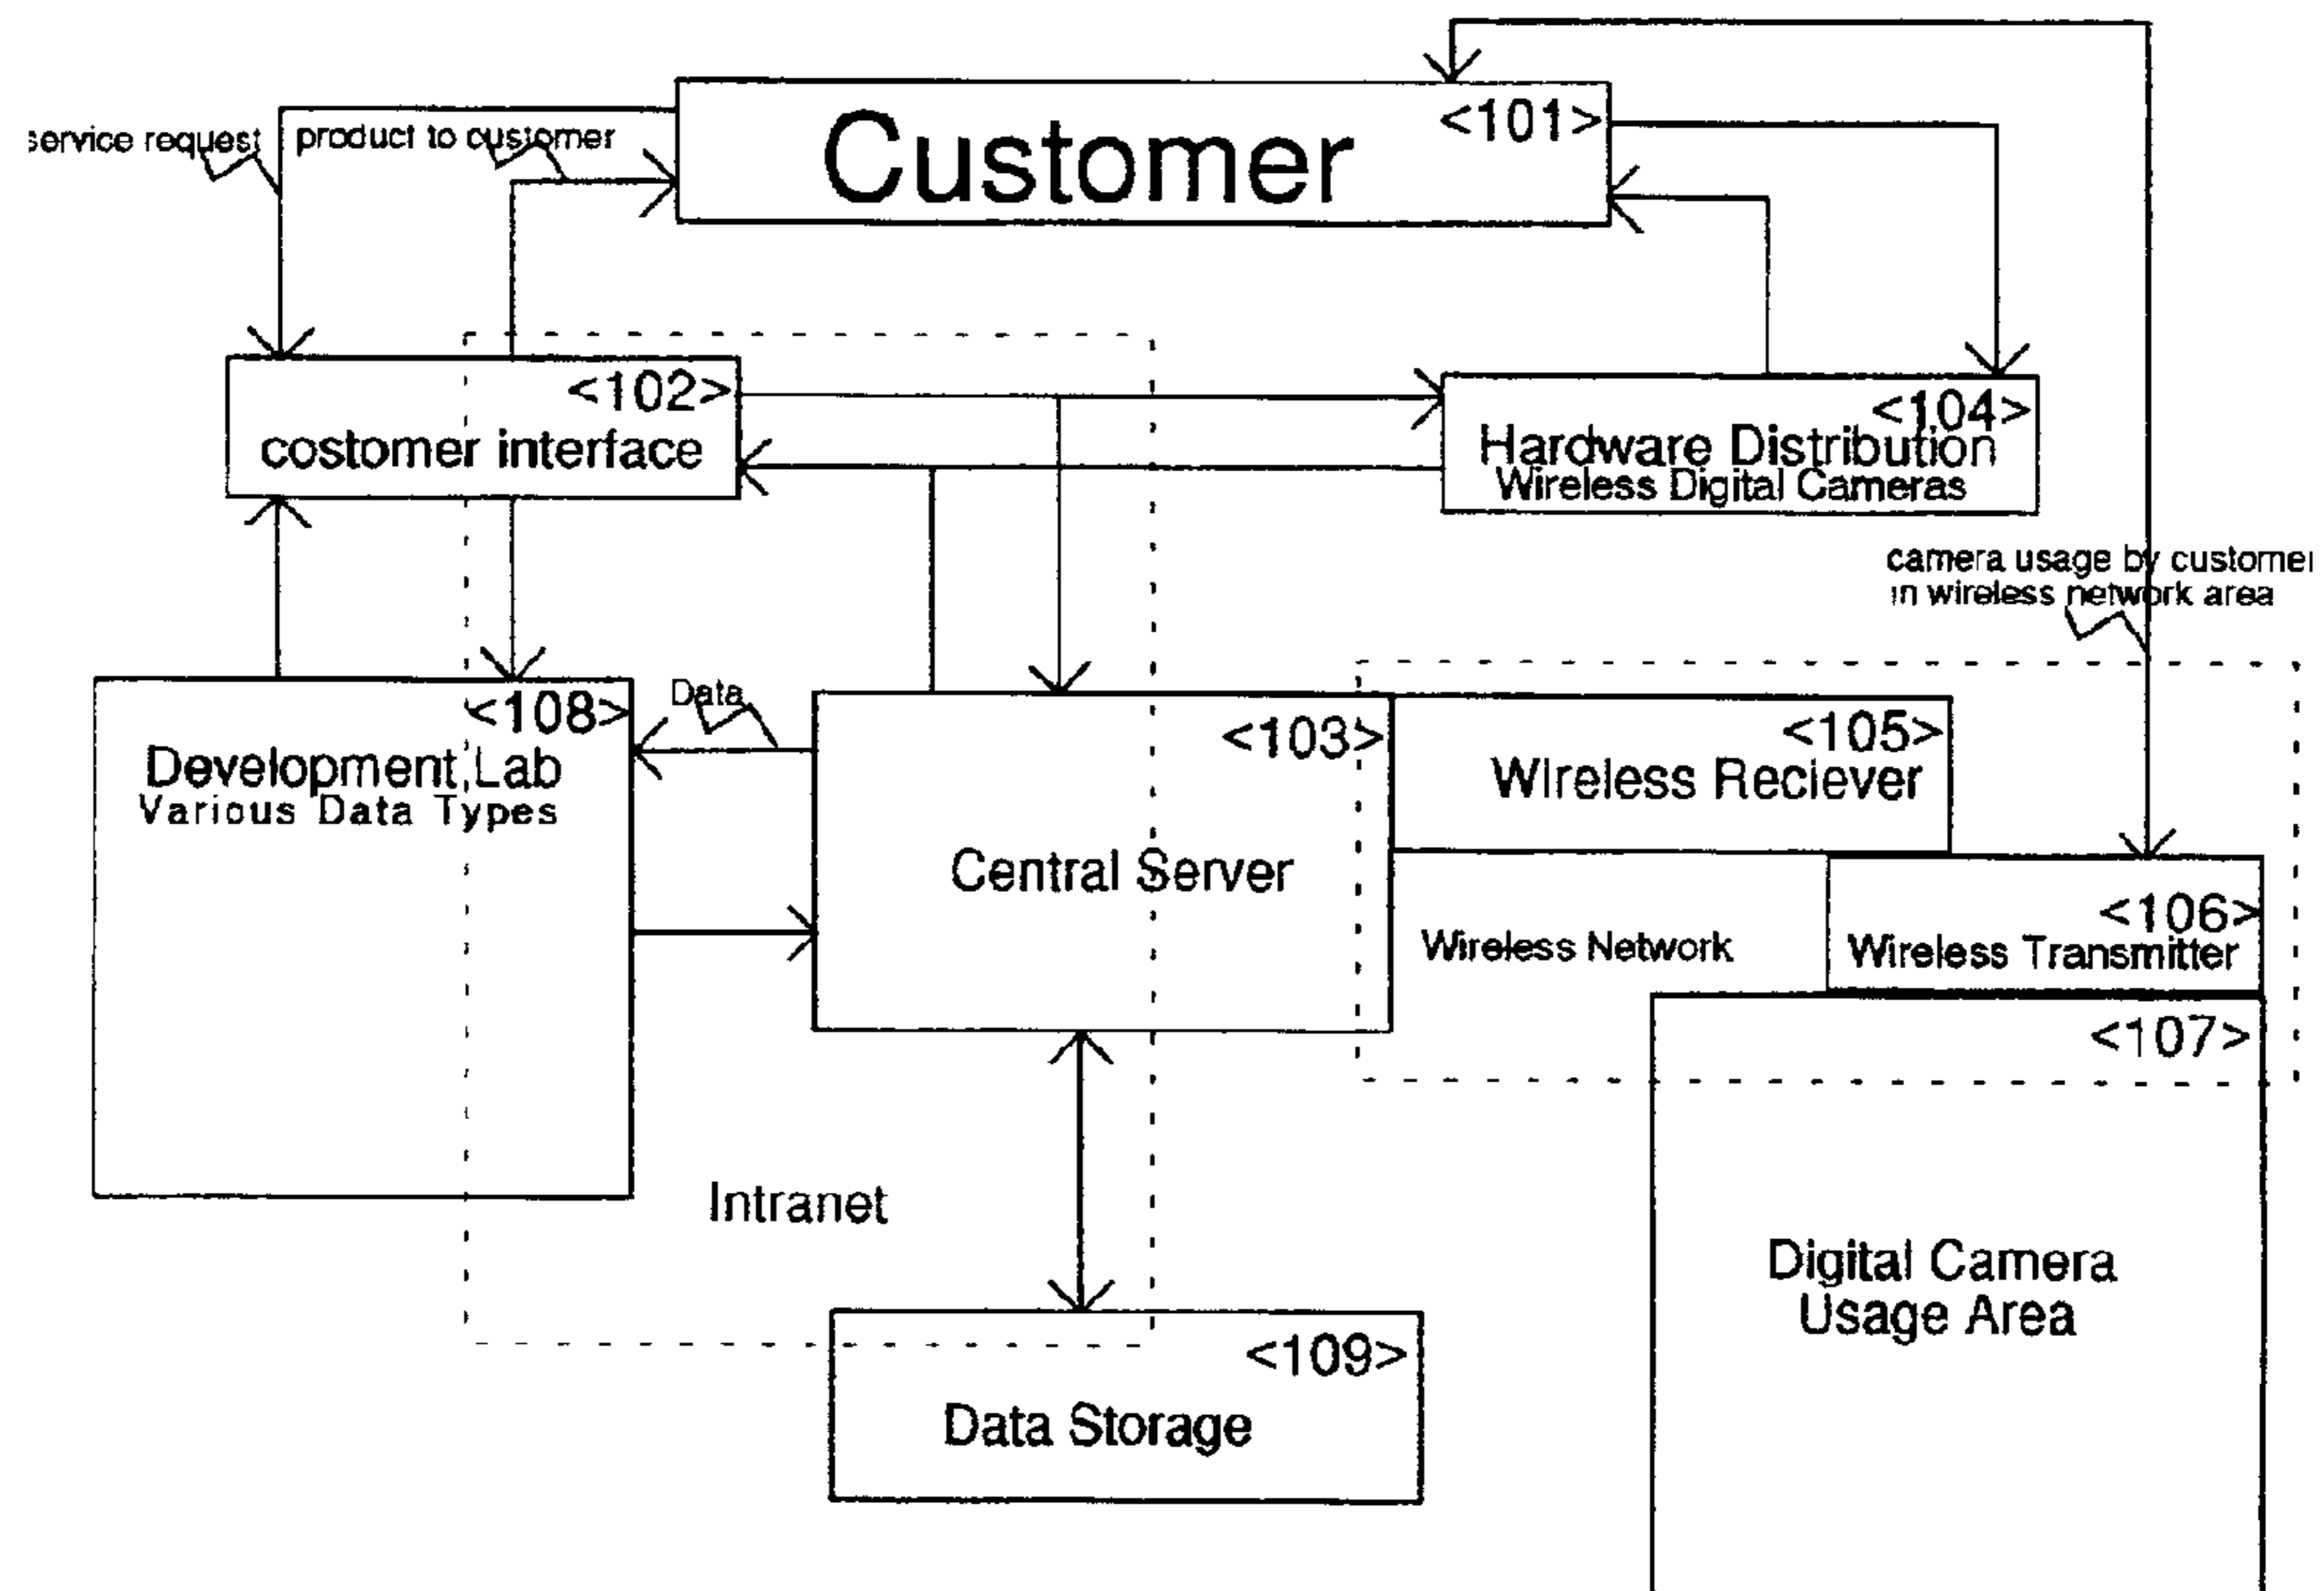 <101>
Customer
service request
product to customer
<102>
costomer interface
<104>
Hardware Distribution
Wireless Digital Cameras
camera usage by customer
in wireless network area
<108>
Development Lab
Various Data Types
Data
<103>
Central Server
<105>
WIreless Reciever
Wireless Network
<106>
Wireless Transmitter
<107>
Digital Camera
Usage Area
Intranet
<109>
Data Storage